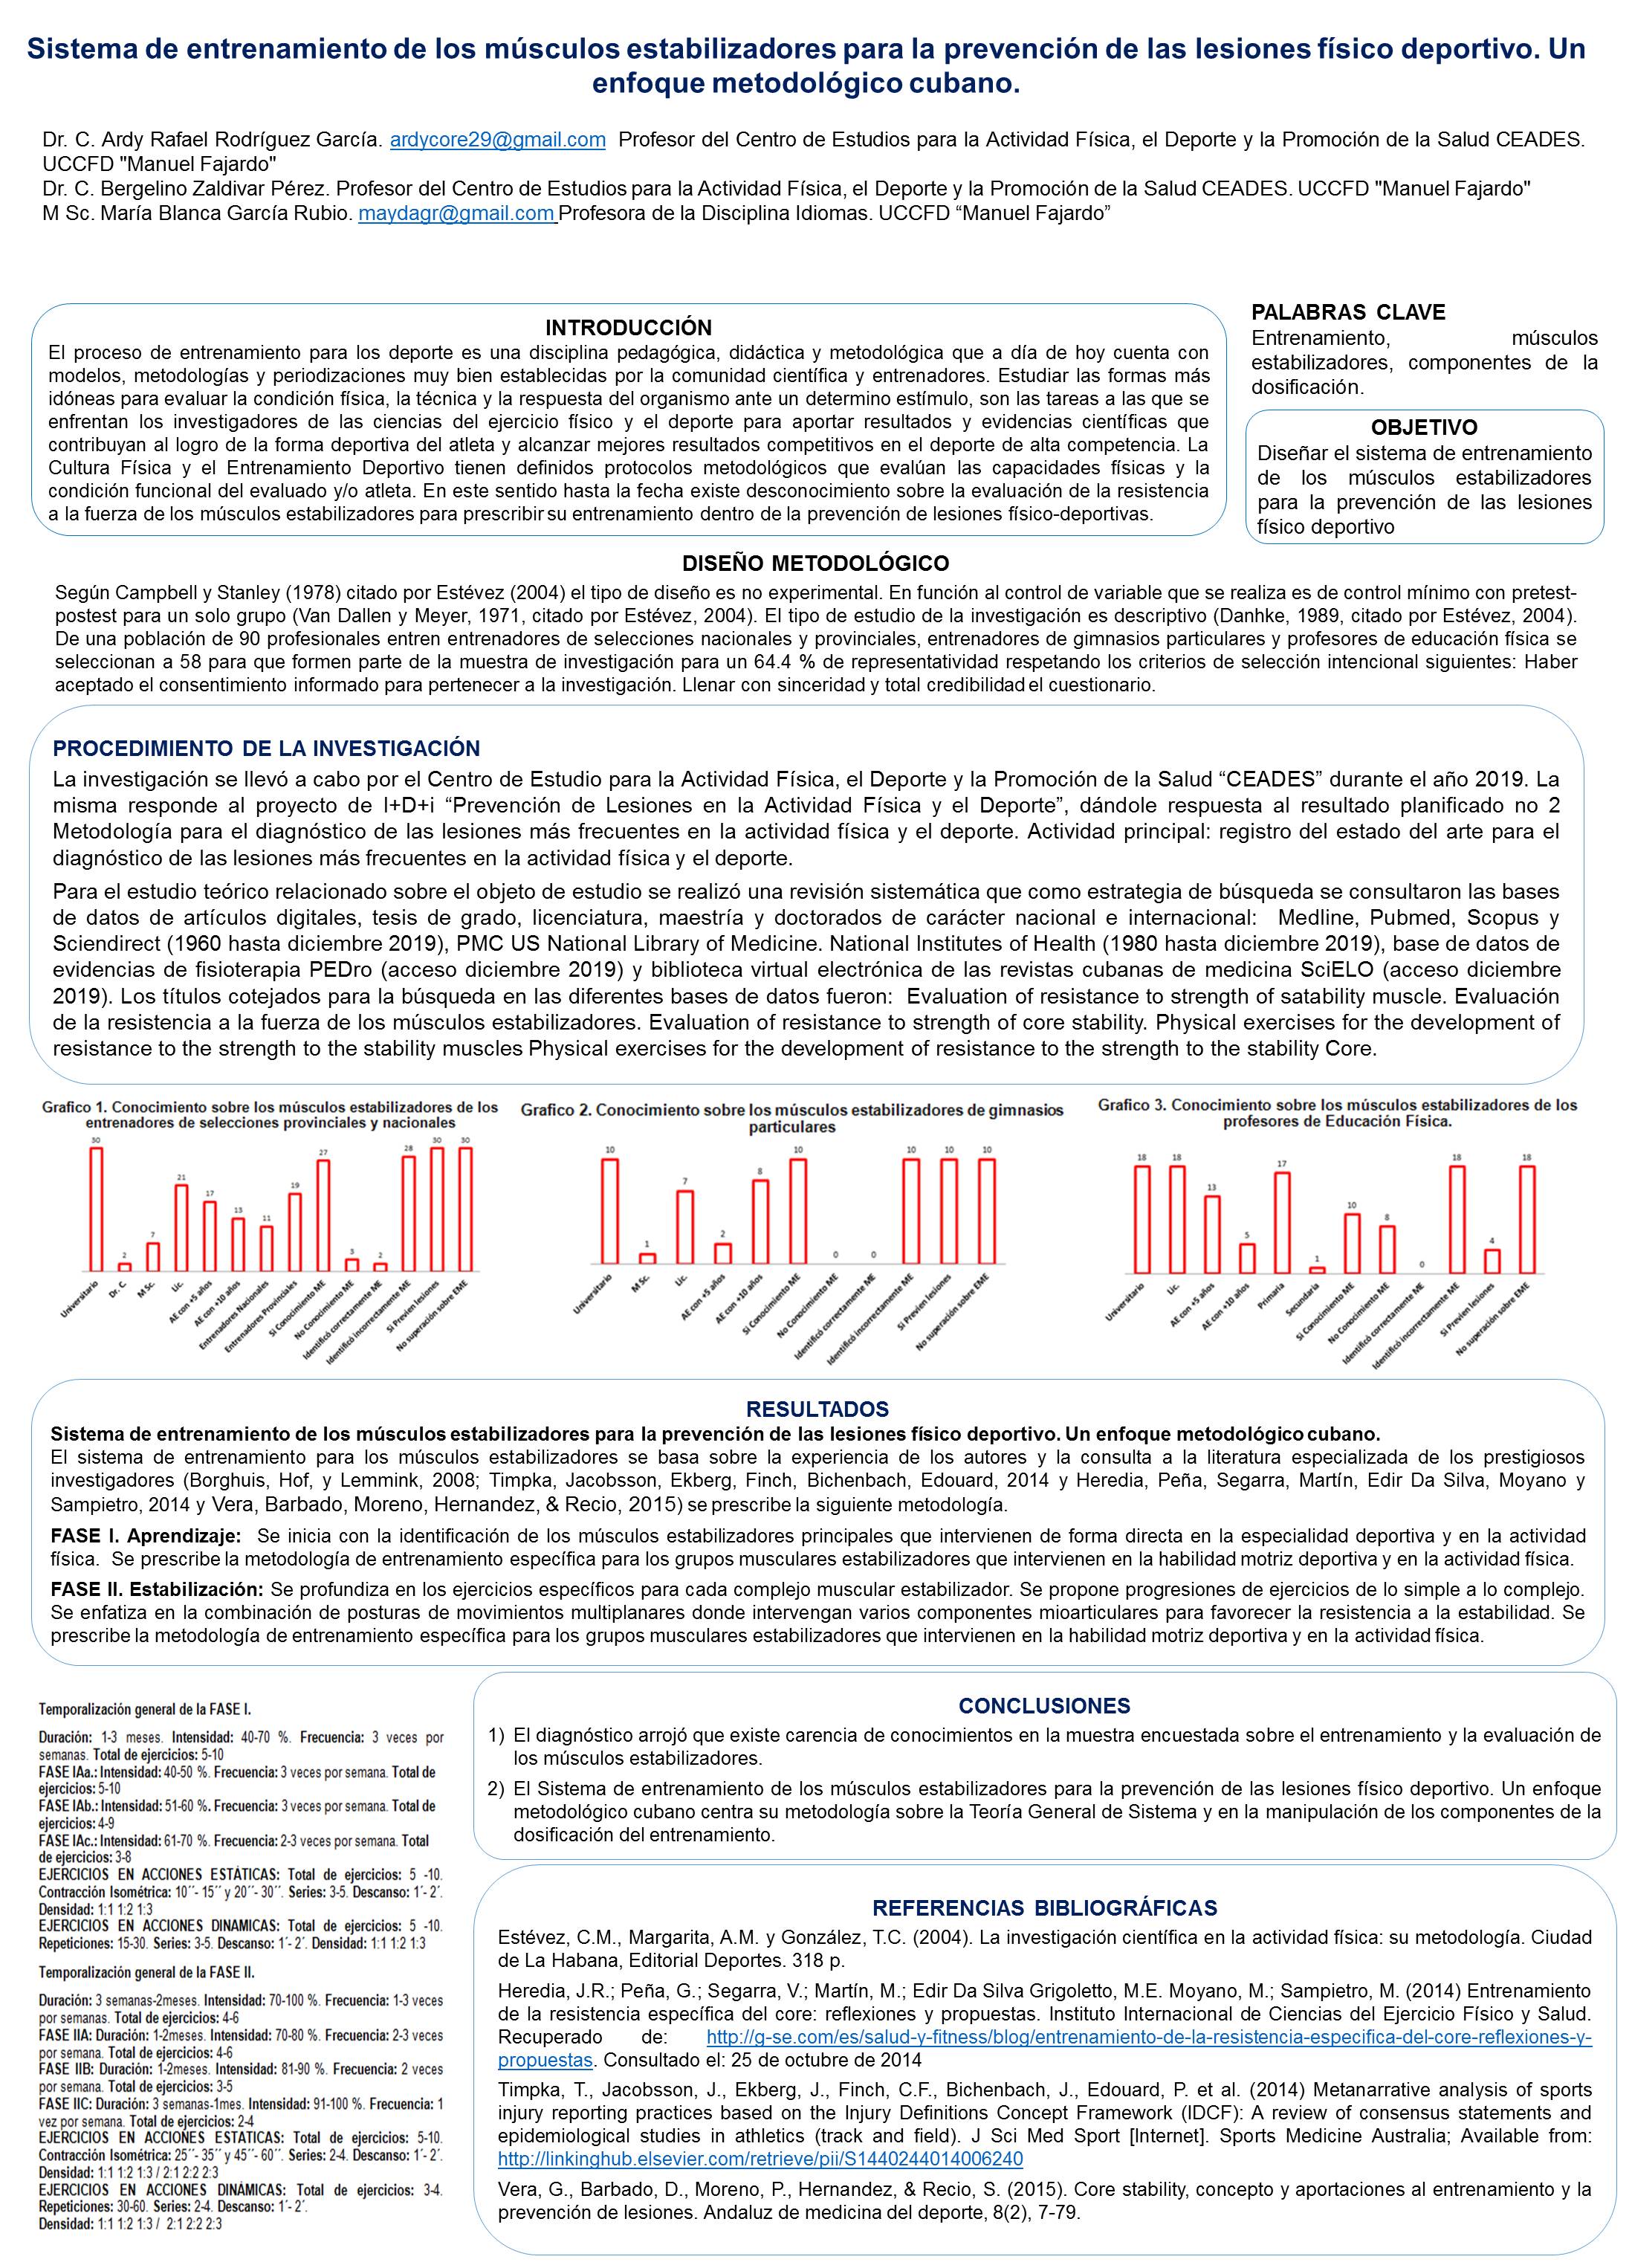 Sistema de entrenamiento de los músculos estabilizadores para la prevención de las lesiones físico deportivo. Un
enfoque metodológico cubano.
Dr. C. Ardy Rafael Rodríguez García. ardycore29@gmail.com Profesor del Centro de Estudios para la Actividad Física, el Deporte y la Promoción de la Salud CEADES.
UCCFD "Manuel Fajardo"
Dr. C. Bergelino Zaldivar Pérez. Profesor del Centro de Estudios para la Actividad Física, el Deporte y la Promoción de la Salud CEADES. UCCFD "Manuel Fajardo"
M Sc. María Blanca García Rubio. maydagr@gmail.com Profesora de la Disciplina Idiomas. UCCFD “Manuel Fajardo”
INTRODUCCIÓN
El proceso de entrenamiento para los deporte es una disciplina pedagógica, didáctica y metodológica que a día de hoy cuenta con
modelos, metodologías y periodizaciones muy bien establecidas por la comunidad científica y entrenadores. Estudiar las formas más
idóneas para evaluar la condición física, la técnica y la respuesta del organismo ante un determino estímulo, son las tareas a las que se
enfrentan los investigadores de las ciencias del ejercicio físico y el deporte para aportar resultados y evidencias científicas que
contribuyan al logro de la forma deportiva del atleta y alcanzar mejores resultados competitivos en el deporte de alta competencia. La
Cultura Física y el Entrenamiento Deportivo tienen definidos protocolos metodológicos que evalúan las capacidades físicas y la
condición funcional del evaluado y/o atleta. En este sentido hasta la fecha existe desconocimiento sobre la evaluación de la resistencia
a la fuerza de los músculos estabilizadores para prescribir su entrenamiento dentro de la prevención de lesiones físico-deportivas.
PALABRAS CLAVE
Entrenamiento, músculos
estabilizadores, componentes de la
dosificación.
OBJETIVO
Diseñar el sistema de entrenamiento
de los músculos estabilizadores
para la prevención de las lesiones
físico deportivo
DISEÑO METODOLÓGICO
Según Campbell y Stanley (1978) citado por Estévez (2004) el tipo de diseño es no experimental. En función al control de variable que se realiza es de control mínimo con pretest-
postest para un solo grupo (Van Dallen y Meyer, 1971, citado por Estévez, 2004). El tipo de estudio de la investigación es descriptivo (Danhke, 1989, citado por Estévez, 2004).
De una población de 90 profesionales entren entrenadores de selecciones nacionales y provinciales, entrenadores de gimnasios particulares y profesores de educación física se
seleccionan a 58 para que formen parte de la muestra de investigación para un 64.4 % de representatividad respetando los criterios de selección intencional siguientes: Haber
aceptado el consentimiento informado para pertenecer a la investigación. Llenar con sinceridad y total credibilidad el cuestionario.
PROCEDIMIENTO DE LA INVESTIGACIÓN
La investigación se llevó a cabo por el Centro de Estudio para la Actividad Física, el Deporte y la Promoción de la Salud “CEADES” durante el año 2019. La
misma responde al proyecto de I+D+i “Prevención de Lesiones en la Actividad Física y el Deporte”, dándole respuesta al resultado planificado no 2
Metodología para el diagnóstico de las lesiones más frecuentes en la actividad física y el deporte. Actividad principal: registro del estado del arte para el
diagnóstico de las lesiones más frecuentes en la actividad física y el deporte.
Para el estudio teórico relacionado sobre el objeto de estudio se realizó una revisión sistemática que como estrategia de búsqueda se consultaron las bases
de datos de artículos digitales, tesis de grado, licenciatura, maestría y doctorados de carácter nacional e internacional: Medline, Pubmed, Scopus y
Sciendirect (1960 hasta diciembre 2019), PMC US National Library of Medicine. National Institutes of Health (1980 hasta diciembre 2019), base de datos de
evidencias de fisioterapia PEDro (acceso diciembre 2019) y biblioteca virtual electrónica de las revistas cubanas de medicina SciELO (acceso diciembre
2019). Los títulos cotejados para la búsqueda en las diferentes bases de datos fueron: Evaluation of resistance to strength of satability muscle. Evaluación
de la resistencia a la fuerza de los músculos estabilizadores. Evaluation of resistance to strength of core stability. Physical exercises for the development of
resistance to the strength to the stability muscles Physical exercises for the development of resistance to the strength to the stability Core.
Grafico 1. Conocimiento sobre los músculos estabilizadores de los
entrenadores de selecciones provinciales y nacionales
30 2 7 21 17 13 11 19 27 3 2 28 30 30
Universitario
Dr. C.
M Sc.
Lic.
AE con +5 años
AE con +10 años
Entrenadores Nacionales
Entrenadores Provinciales
Si Conocimiento ME
No Conocimiento ME
Identificó correctamente ME
Identificó incorrectamente ME
Si Previen lesiones
No superación sobre EME
Grafico 2. Conocimiento sobre los músculos estabilizadores de gimnasios
particulares
10 1 7 2 8 10 0 0 10 10 10
Universitario
M Sc.
Lic.
AE con +5 años
AE con +10 años
Si Conocimiento ME
No Conocimiento ME
Identificó correctamente ME
Identificó incorrectamente ME
Si Previen lesiones
No superación sobre EME
Grafico 3. Conocimiento sobre los músculos estabilizadores de los
profesores de Educación Física.
18 18 13 5 17 1 10 8 0 18 4 18
Universitario
Lic.
AE con +5 años
AE con +10 años
Primaria
Secundaria
Si Conocimiento ME
No Conocimiento ME
Identificó correctamente ME
Identificó incorrectamente ME
Si Previen lesiones
No superación sobre EME
RESULTADOS
Sistema de entrenamiento de los músculos estabilizadores para la prevención de las lesiones físico deportivo. Un enfoque metodológico cubano.
El sistema de entrenamiento para los músculos estabilizadores se basa sobre la experiencia de los autores y la consulta a la literatura especializada de los prestigiosos
investigadores (Borghuis, Hof, y Lemmink, 2008; Timpka, Jacobsson, Ekberg, Finch, Bichenbach, Edouard, 2014 y Heredia, Peña, Segarra, Martín, Edir Da Silva, Moyano y
Sampietro, 2014 y Vera, Barbado, Moreno, Hernandez, & Recio, 2015) se prescribe la siguiente metodología.
FASE I. Aprendizaje: Se inicia con la identificación de los músculos estabilizadores principales que intervienen de forma directa en la especialidad deportiva y en la actividad
física. Se prescribe la metodología de entrenamiento específica para los grupos musculares estabilizadores que intervienen en la habilidad motriz deportiva y en la actividad física.
FASE II. Estabilización: Se profundiza en los ejercicios específicos para cada complejo muscular estabilizador. Se propone progresiones de ejercicios de lo simple a lo complejo.
Se enfatiza en la combinación de posturas de movimientos multiplanares donde intervengan varios componentes mioarticulares para favorecer la resistencia a la estabilidad. Se
prescribe la metodología de entrenamiento específica para los grupos musculares estabilizadores que intervienen en la habilidad motriz deportiva y en la actividad física.
Temporalización general de la FASE I.
Duración: 1-3 meses. Intensidad: 40-70 %. Frecuencia: 3 veces por
semanas. Total de ejercicios: 5-10
FASE IAa.: Intensidad: 40-50 %. Frecuencia: 3 veces por semana. Total de
ejercicios: 5-10
FASE IAb.: Intensidad: 51-60 %. Frecuencia: 3 veces por semana. Total de
ejercicios: 4-9
FASE IAc.: Intensidad: 61-70 %. Frecuencia: 2-3 veces por semana. Total
de ejercicios: 3-8
EJERCICIOS EN ACCIONES ESTÁTICAS: Total de ejercicios: 5 -10.
Contracción Isométrica: 10´´- 15´´ y 20´´- 30´´. Series: 3-5. Descanso: 1´- 2´.
Densidad: 1:1 1:2 1:3
EJERCICIOS EN ACCIONES DINAMICAS: Total de ejercicios: 5 -10.
Repeticiones: 15-30. Series: 3-5. Descanso: 1´- 2´. Densidad: 1:1 1:2 1:3
Temporalización general de la FASE II.
Duración: 3 semanas-2meses. Intensidad: 70-100 %. Frecuencia: 1-3 veces
por semanas. Total de ejercicios: 4-6
FASE IIA: Duración: 1-2meses. Intensidad: 70-80 %. Frecuencia: 2-3 veces
por semana. Total de ejercicios: 4-6
FASE IIB: Duración: 1-2meses. Intensidad: 81-90 %. Frecuencia: 2 veces
por semana. Total de ejercicios: 3-5
FASE IIC: Duración: 3 semanas-1mes. Intensidad: 91-100 %. Frecuencia: 1
vez por semana. Total de ejercicios: 2-4
EJERCICIOS EN ACCIONES ESTÁTICAS: Total de ejercicios: 5-10.
Contracción Isométrica: 25´´- 35´´ y 45´´- 60´´. Series: 2-4. Descanso: 1´- 2´.
Densidad: 1:1 1:2 1:3 / 2:1 2:2 2:3
EJERCICIOS EN ACCIONES DINÁMICAS: Total de ejercicios: 3-4.
Repeticiones: 30-60. Series: 2-4. Descanso: 1´- 2´.
Densidad: 1:1 1:2 1:3 / 2:1 2:2 2:3
CONCLUSIONES
1) El diagnóstico arrojó que existe carencia de conocimientos en la muestra encuestada sobre el entrenamiento y la evaluación de
los músculos estabilizadores.
2) El Sistema de entrenamiento de los músculos estabilizadores para la prevención de las lesiones físico deportivo. Un enfoque
metodológico cubano centra su metodología sobre la Teoría General de Sistema y en la manipulación de los componentes de la
dosificación del entrenamiento.
REFERENCIAS BIBLIOGRÁFICAS
Estévez, C.M., Margarita, A.M. y González, T.C. (2004). La investigación científica en la actividad física: su metodología. Ciudad
de La Habana, Editorial Deportes. 318 p.
Heredia, J.R.; Peña, G.; Segarra, V.; Martín, M.; Edir Da Silva Grigoletto, M.E. Moyano, M.; Sampietro, M. (2014) Entrenamiento
de la resistencia específica del core: reflexiones y propuestas. Instituto Internacional de Ciencias del Ejercicio Físico y Salud.
Recuperado de: http://g-se.com/es/salud-y-fitness/blog/entrenamiento-de-la-resistencia-especifica-del-core-reflexiones-y-
propuestas. Consultado el: 25 de octubre de 2014
Timpka, T., Jacobsson, J., Ekberg, J., Finch, C.F., Bichenbach, J., Edouard, P. et al. (2014) Metanarrative analysis of sports
injury reporting practices based on the Injury Definitions Concept Framework (IDCF): A review of consensus statements and
epidemiological studies in athletics (track and field). J Sci Med Sport [Internet]. Sports Medicine Australia; Available from:
http://linkinghub.elsevier.com/retrieve/pii/S1440244014006240
Vera, G., Barbado, D., Moreno, P., Hernandez, & Recio, S. (2015). Core stability, concepto y aportaciones al entrenamiento y la
prevención de lesiones. Andaluz de medicina del deporte, 8(2), 7-79.